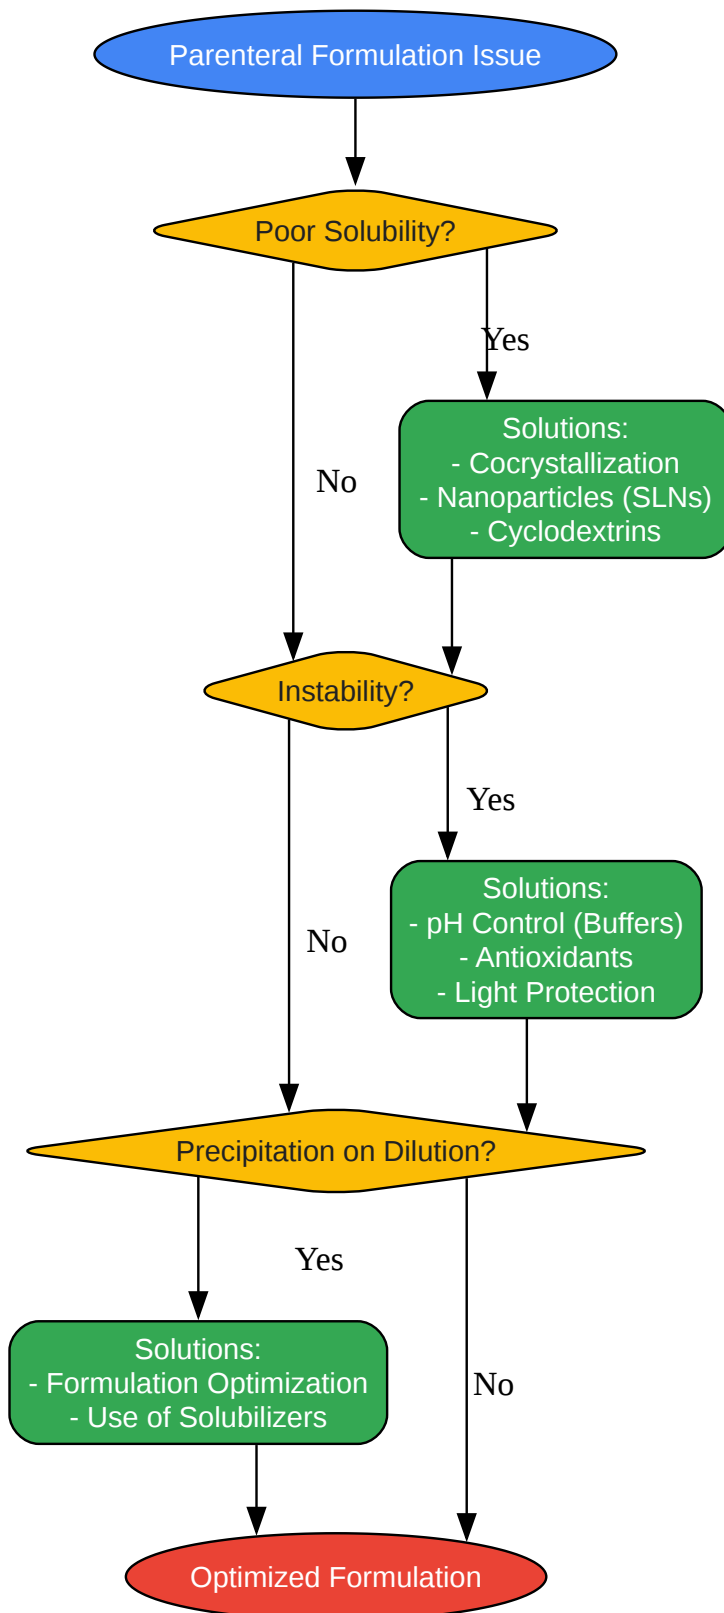 Parenteral Formulation Issue
Poor Solubility?
Yes
Solutions:
- Cocrystallization
- Nanoparticles (SLNs)
- Cyclodextrins
No
Instability?
Yes
Solutions:
- pH Control (Buffers)
- Antioxidants
- Light Protection
No
Precipitation on Dilution?
Yes
Solutions:
- Formulation Optimization
- Use of Solubilizers
No
Optimized Formulation